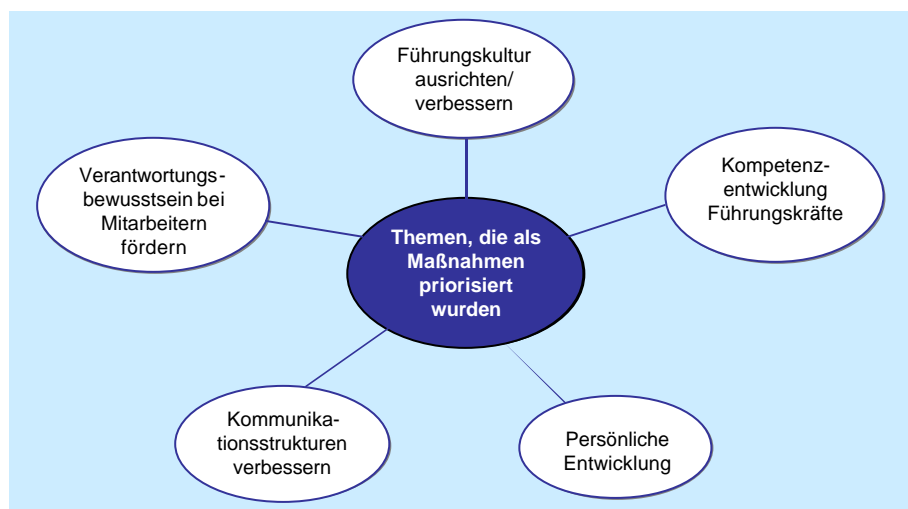 Führungskultur
ausrichten/
verbessern
Verantwortungs-
bewusstsein bei
Mitarbeitern
fördern
Kompetenz-
entwicklung
Führungskräfte
Themen, die als
Maßnahmen
priorisiert
wurden
Kommunika-
tionsstrukturen
verbessern
Persönliche
Entwicklung